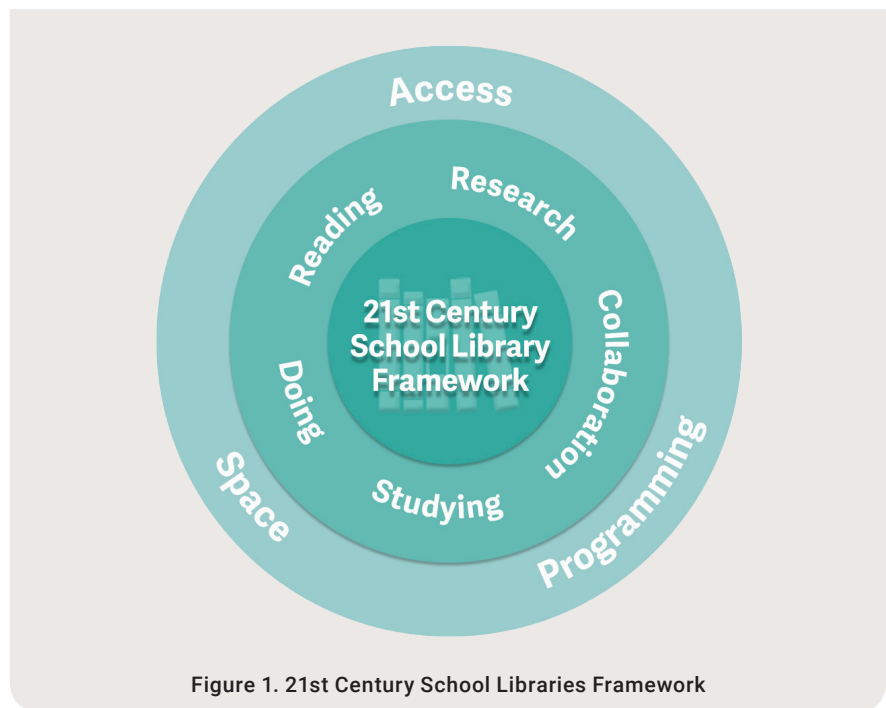 Access
Research
Reading
Collaboration
Doing
Studying
Space
Programming
21st Century
School Library
Framework
Figure 1. 21st Century School Libraries Framework